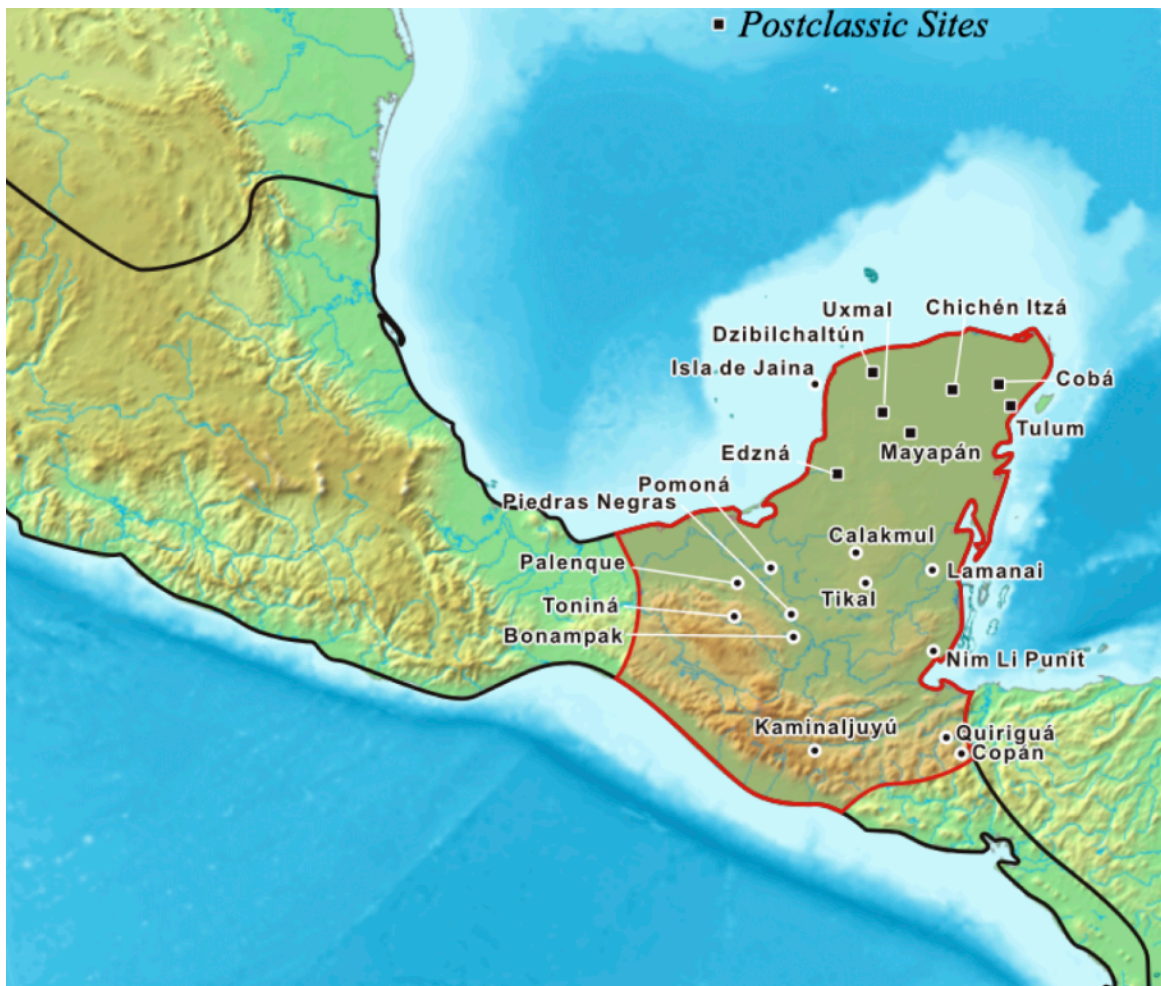 Postclassic Sites
Uxmal
Chichén Itzá
Dzibilchaltún
Isla de Jaina
Cobá
Tulum
Mayapán
Edzná
Pomoná
Piedras Negras
Calakmul
Palenque
Lamanai
Tikal
Toniná
Bonampak
Nim Li Punit
Kaminaljuyú
Quiriguá
Copán